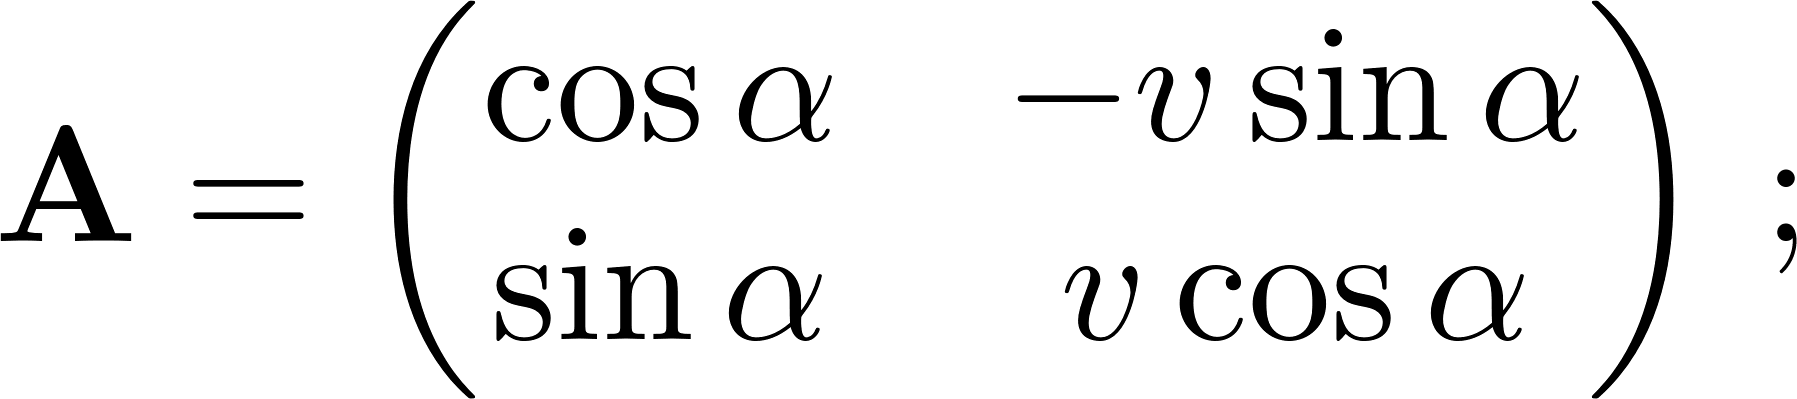 A = ( cos α   −v sin α
sin α   v cos α ) ;